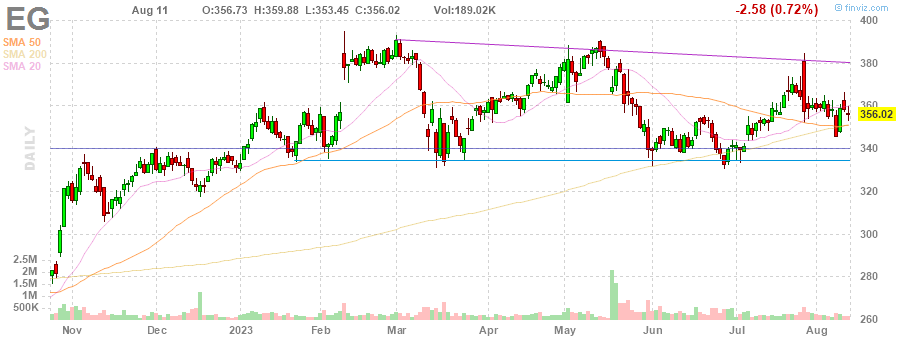 EG Aug 11 O:356.73 H:359.88 L:353.45 C:356.02 Vol:189.02K -2.58 (0.72%) © finviz.com
SMA 50
SMA 200
SMA 20
DAILY
400
380
360
356.02
340
320
300
280
260
2.5M
2M
1.5M
1M
500K
Nov Dec 2023 Feb Mar Apr May Jun Jul Aug